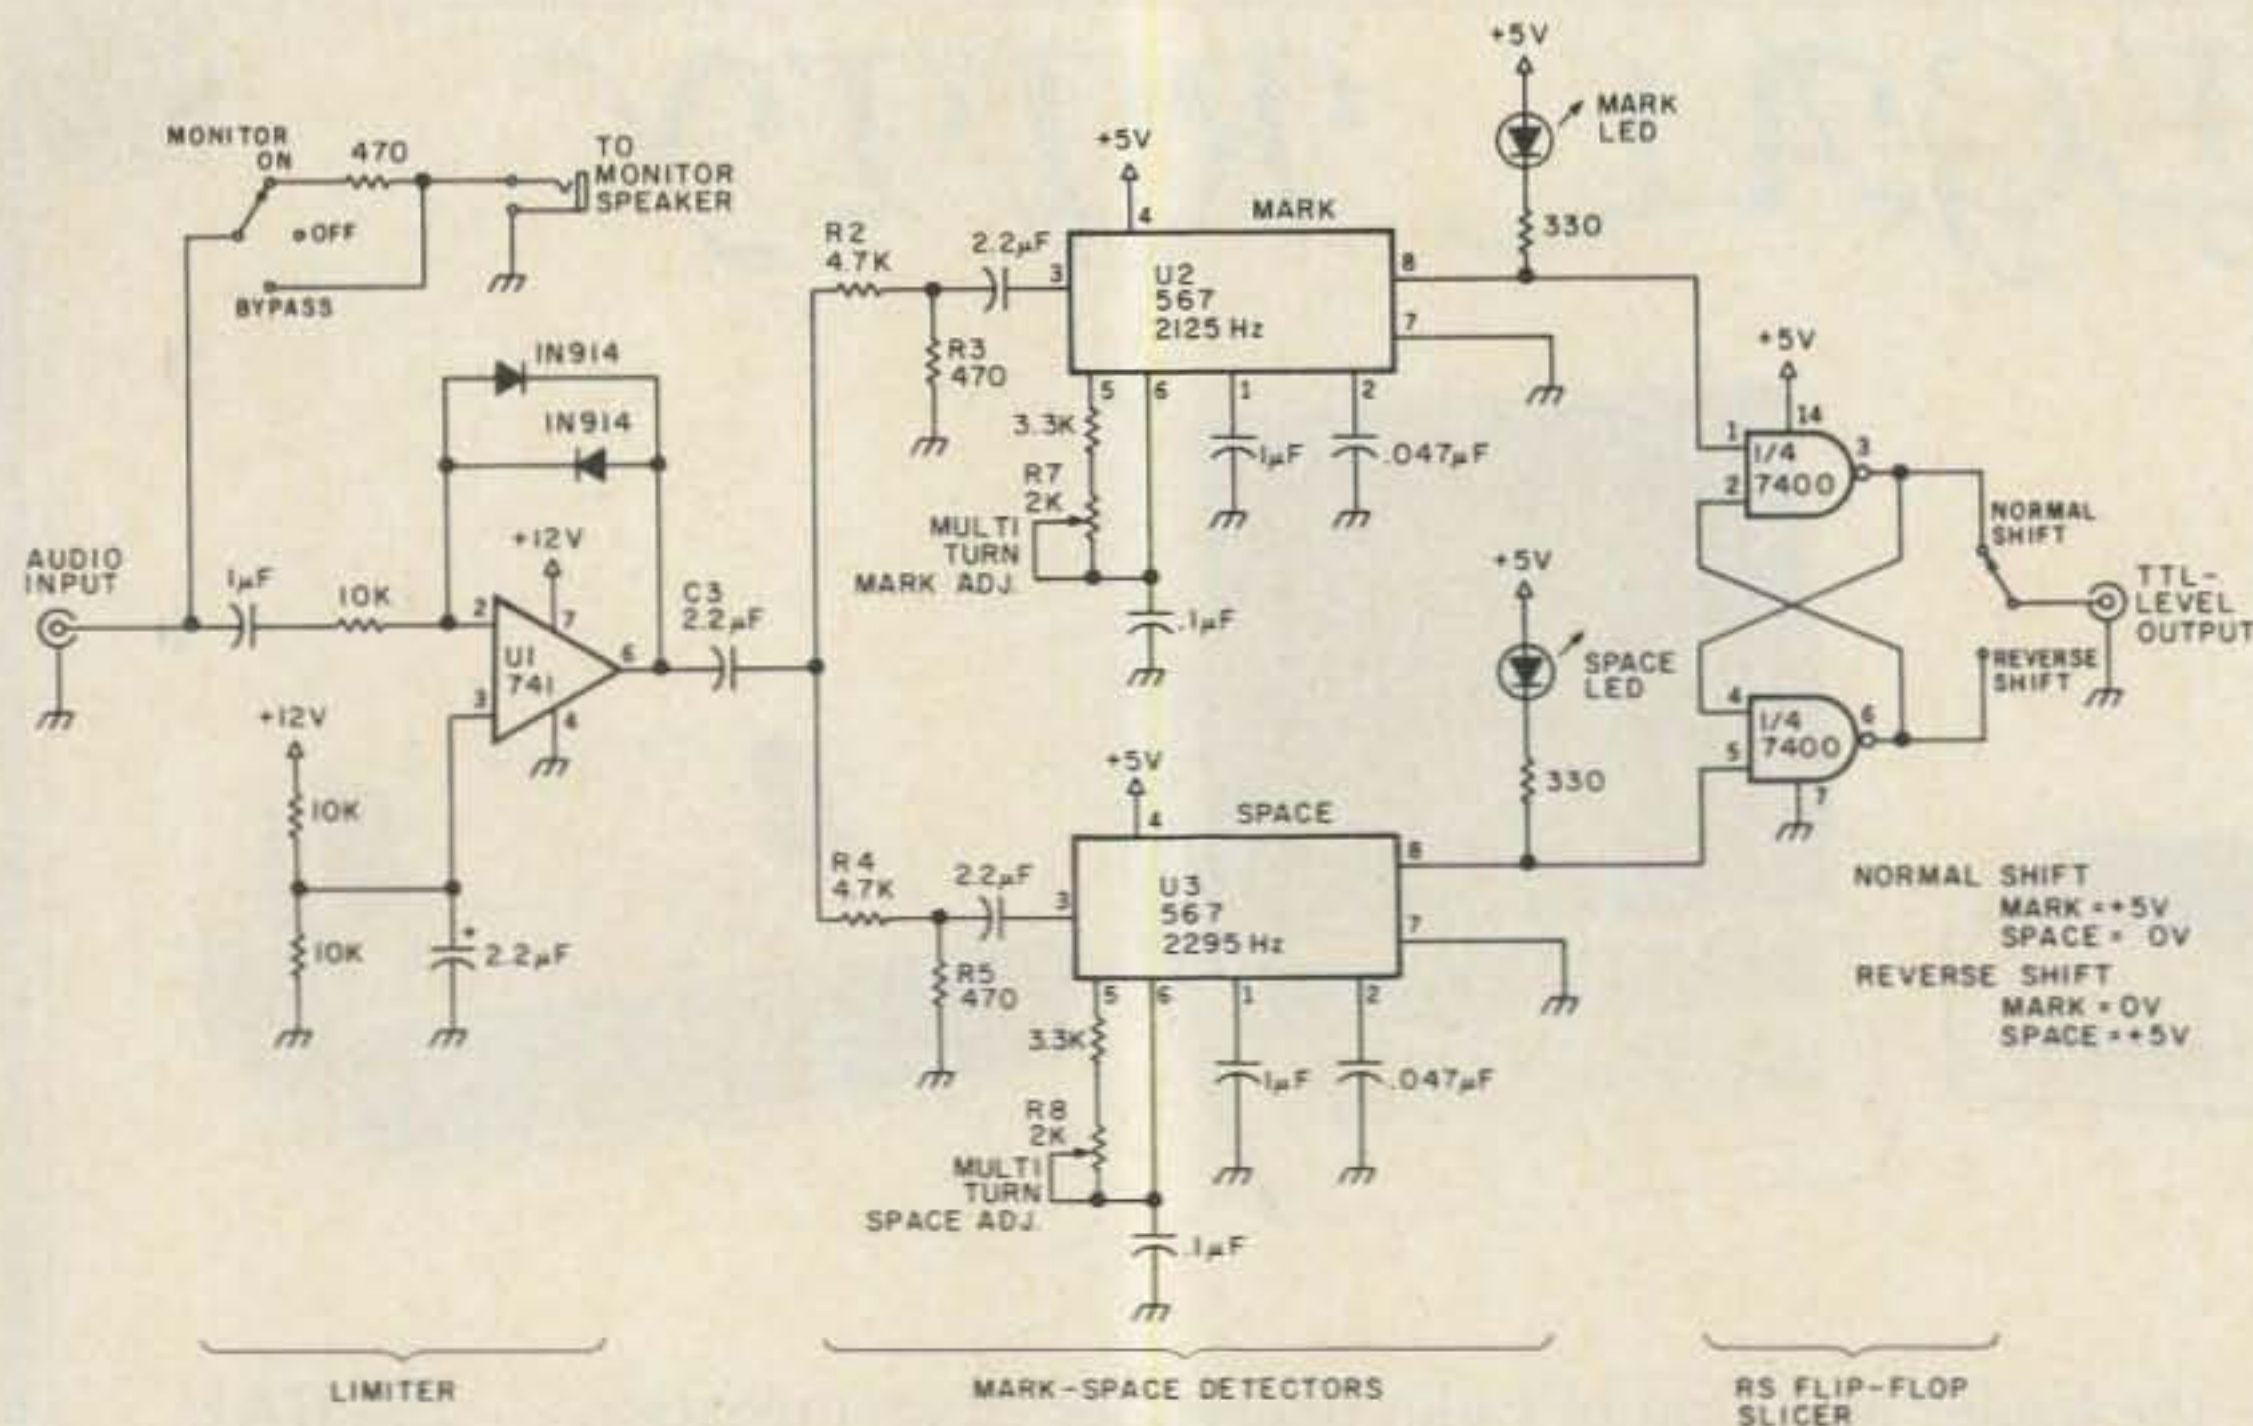 MONITOR
ON
470
OFF
BYPASS
TO
MONITOR
SPEAKER
1N914
1N914
AUDIO
INPUT
1µF
10K
+12V
2
7
U1
741
6
3
4
+12V
10K
10K
+
2.2µF
C3
2.2µF
R2
4.7K
2.2µF
R3
470
+5V
4
MARK
3
U2
567
2125 Hz
8
7
5
6
1
2
3.3K
R7
2K
MULTI
TURN
MARK ADJ.
.1µF
1µF
.047µF
+5V
MARK
LED
330
R4
4.7K
2.2µF
R5
470
+5V
4
SPACE
3
U3
567
2295 Hz
8
7
5
6
1
2
3.3K
R8
2K
MULTI
TURN
SPACE ADJ.
.1µF
1µF
.047µF
+5V
SPACE
LED
330
+5V
14
1
2
1/4
7400
3
4
5
1/4
7400
6
7
NORMAL
SHIFT
REVERSE
SHIFT
TTL-
LEVEL
OUTPUT
NORMAL SHIFT
MARK = +5V
SPACE = 0V
REVERSE SHIFT
MARK = 0V
SPACE = +5V
LIMITER
MARK-SPACE DETECTORS
RS FLIP-FLOP
SLICER